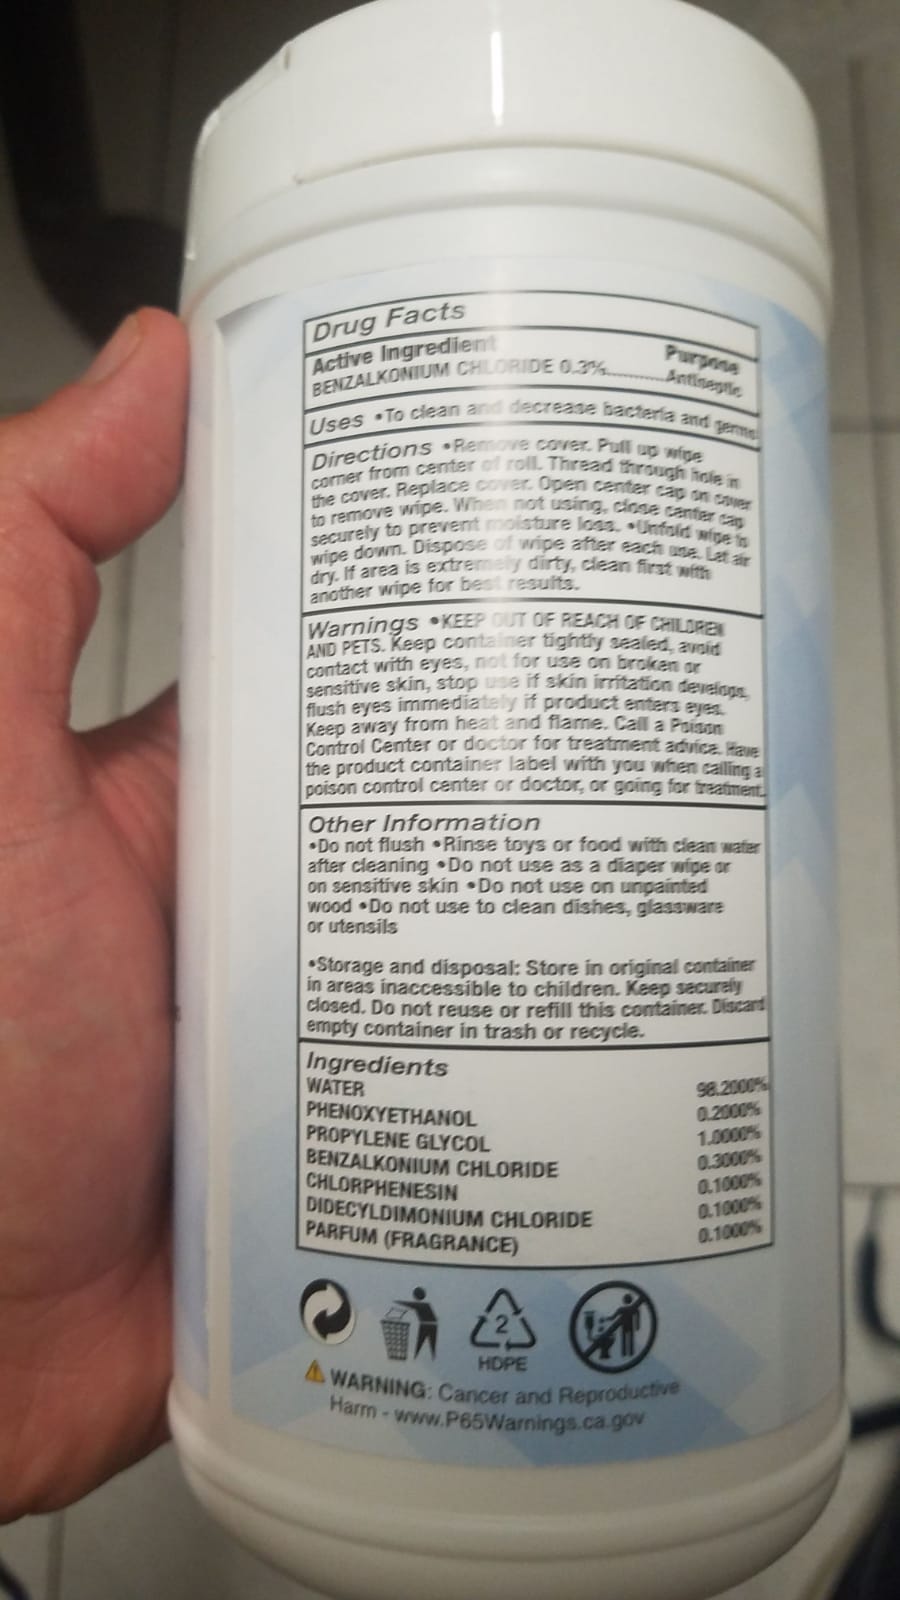 Drug Facts
Active Ingredient Purpose
BENZALKONIUM CHLORIDE 0.3%............Antiseptic
Uses •To clean and decrease bacteria and germs
Directions •Remove cover. Pull up wipe
corner from center of roll. Thread through hole in
the cover. Replace cover. Open center cap on cover
to remove wipe. When not using, close center cap
securely to prevent moisture loss. •Unfold wipe to
wipe down. Dispose of wipe after each use. Let air
dry. If area is extremely dirty, clean first with
another wipe for best results.
Warnings •KEEP OUT OF REACH OF CHILDREN
AND PETS. Keep container tightly sealed, avoid
contact with eyes, not for use on broken or
sensitive skin, stop use if skin irritation develops,
flush eyes immediately if product enters eyes.
Keep away from heat and flame. Call a Poison
Control Center or doctor for treatment advice. Have
the product container label with you when calling a
poison control center or doctor, or going for treatment.
Other Information
•Do not flush •Rinse toys or food with clean water
after cleaning •Do not use as a diaper wipe or
on sensitive skin •Do not use on unpainted
wood •Do not use to clean dishes, glassware
or utensils
•Storage and disposal: Store in original container
in areas inaccessible to children. Keep securely
closed. Do not reuse or refill this container. Discard
empty container in trash or recycle.
Ingredients
WATER 98.2000%
PHENOXYETHANOL 0.2000%
PROPYLENE GLYCOL 1.0000%
BENZALKONIUM CHLORIDE 0.3000%
CHLORPHENESIN 0.1000%
DIDECYLDIMONIUM CHLORIDE 0.1000%
PARFUM (FRAGRANCE) 0.1000%
2
HDPE
WARNING: Cancer and Reproductive
Harm - www.P65Warnings.ca.gov